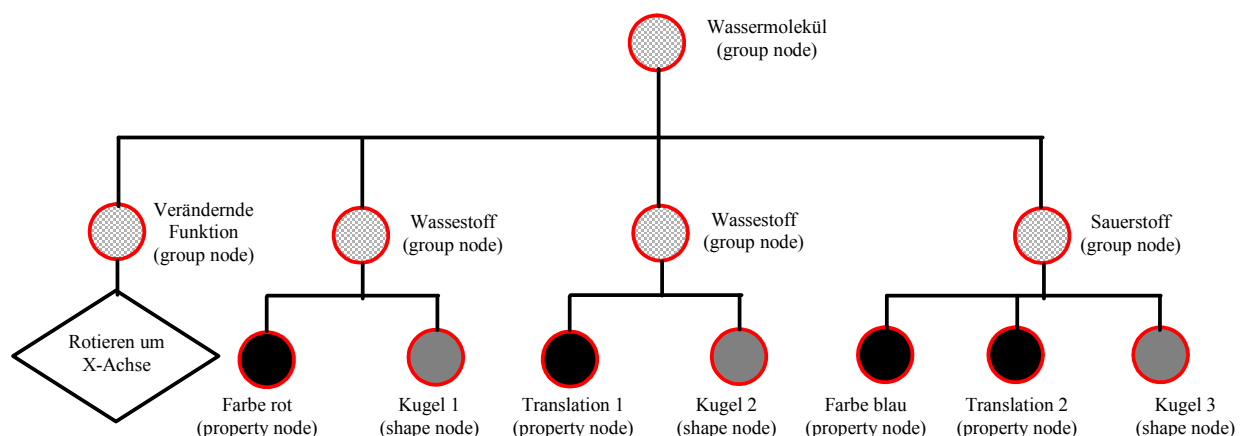 Wassermolekül
(group node)
Verändernde
Funktion
(group node)
Wassestoff
(group node)
Wassestoff
(group node)
Sauerstoff
(group node)
Rotieren um
X-Achse
Farbe rot
(property node)
Kugel 1
(shape node)
Translation 1
(property node)
Kugel 2
(shape node)
Farbe blau
(property node)
Translation 2
(property node)
Kugel 3
(shape node)